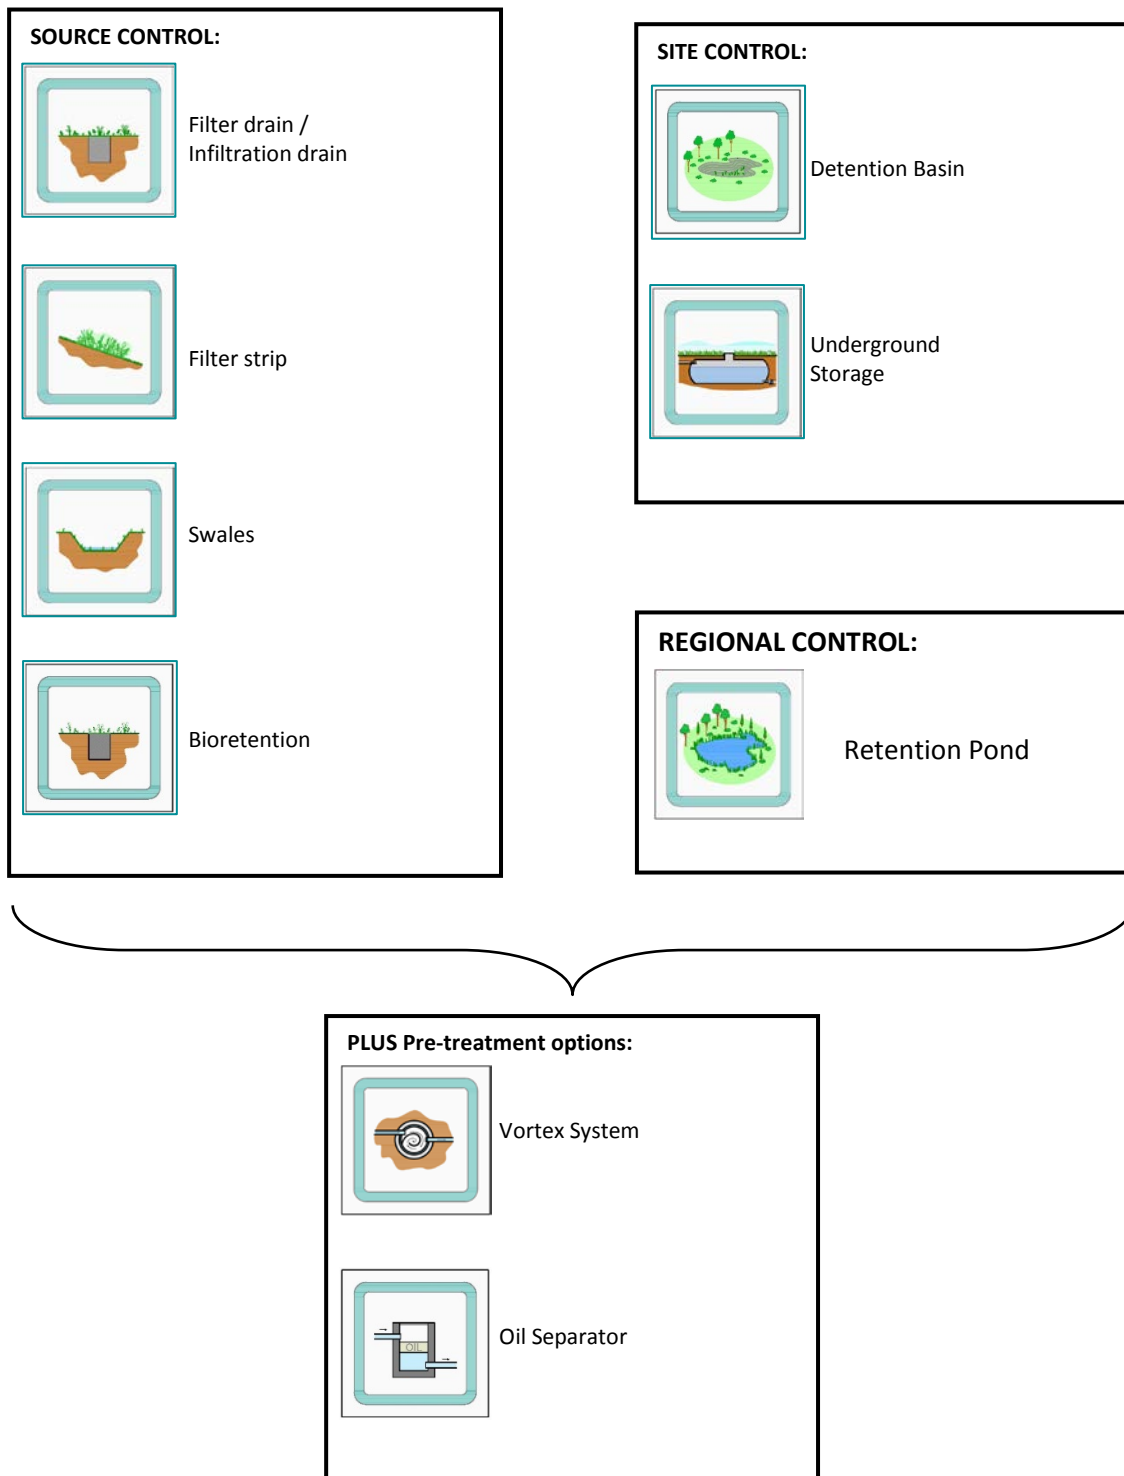 SOURCE CONTROL:
Filter drain /
Infiltration drain
Filter strip
Swales
Bioretention
SITE CONTROL:
Detention Basin
Underground
Storage
REGIONAL CONTROL:
Retention Pond
PLUS Pre-treatment options:
Vortex System
OIL
Oil Separator